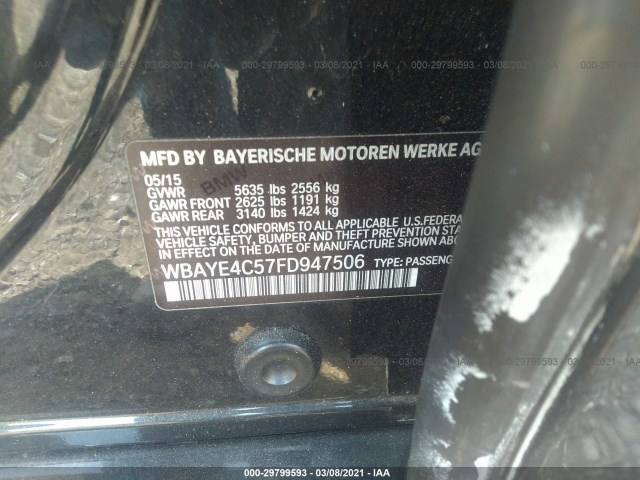 000-29799593 - 03/08/2021 - IAA
MFD BY BAYERISCHE MOTOREN WERKE AG
05/15
GVWR 5635 lbs 2556 kg
GAWR FRONT 2625 lbs 1191 kg
GAWR REAR 3140 lbs 1424 kg
BMW
THIS VEHICLE CONFORMS TO ALL APPLICABLE U.S.FEDERA
VEHICLE SAFETY, BUMPER AND THEFT PREVENTION STA
IN EFFECT ON THE DATE OF MANUFACTURE SHOWN ABOV
WBAYE4C57FD947506 TYPE: PASSENG
000-29799593 - 03/08/2021 - IAA